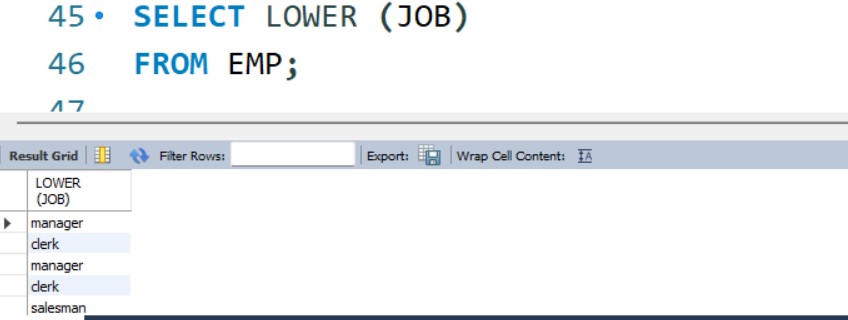 45 SELECT LOWER (JOB)
46 FROM EMP;
47
Result Grid Filter Rows: Export: Wrap Cell Content: IA
LOWER
(JOB)
manager
clerk
manager
clerk
salesman